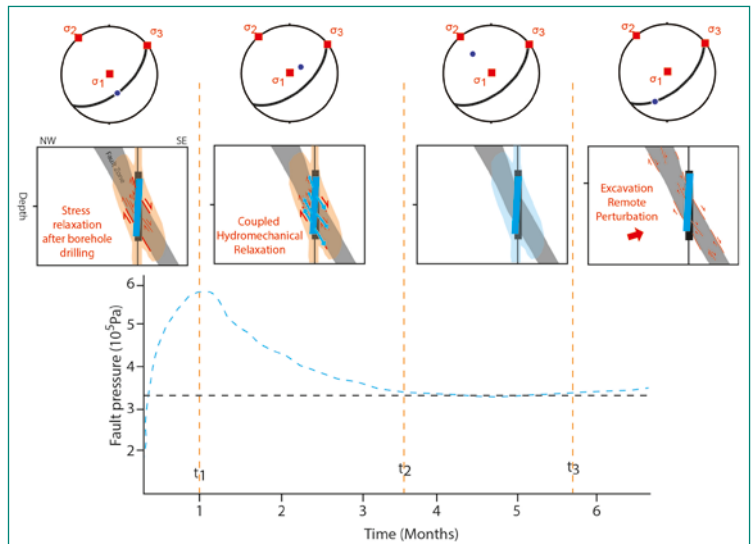 σ2
σ3
σ1
σ2
σ3
σ1
σ2
σ3
σ1
σ2
σ3
σ1
NW
SE
Depth
Fault Zone
Stress
relaxation
after borehole
drilling
Coupled
Hydromechanical
Relaxation
Excavation
Remote
Perturbation
Fault pressure (10⁵Pa)
6
5
4
3
2
t1
t2
t3
1
2
3
4
5
6
Time (Months)